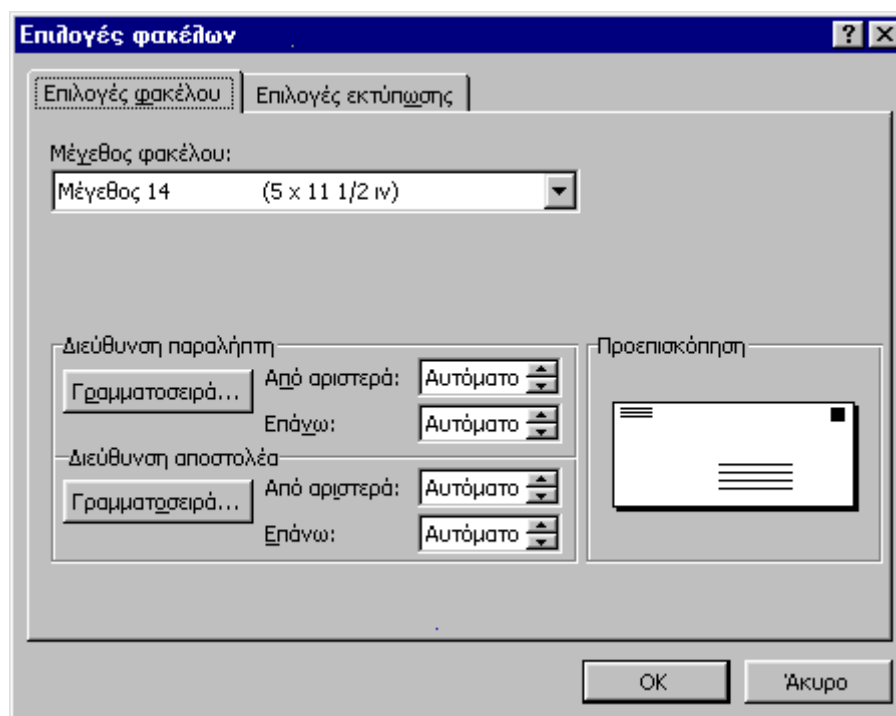 Επιλογές φακέλων
Επιλογές φακέλου Επιλογές εκτύπωσης
Μέγεθος φακέλου:
Μέγεθος 14 (5 x 11 1/2 ιν)
Διεύθυνση παραλήπτη
Γραμματοσειρά...
Από αριστερά: Αυτόματο
Επάνω: Αυτόματο
Διεύθυνση αποστολέα
Γραμματοσειρά...
Από αριστερά: Αυτόματο
Επάνω: Αυτόματο
Προεπισκόπηση
OK Άκυρο